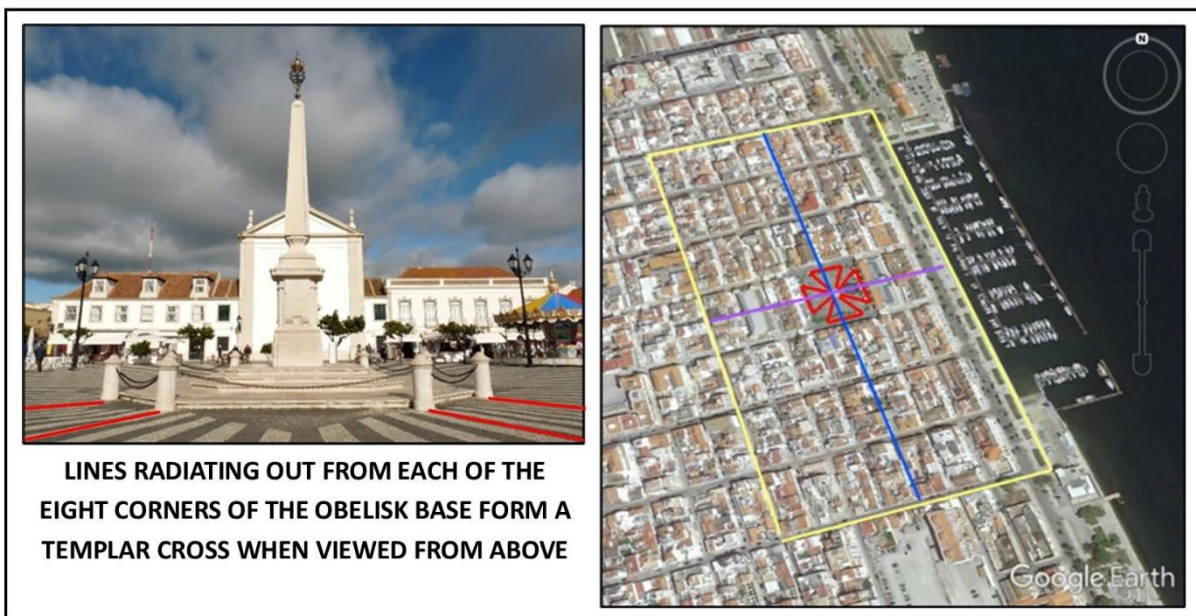 LINES RADIATING OUT FROM EACH OF THE
EIGHT CORNERS OF THE OBELISK BASE FORM A
TEMPLAR CROSS WHEN VIEWED FROM ABOVE
N
Google Earth